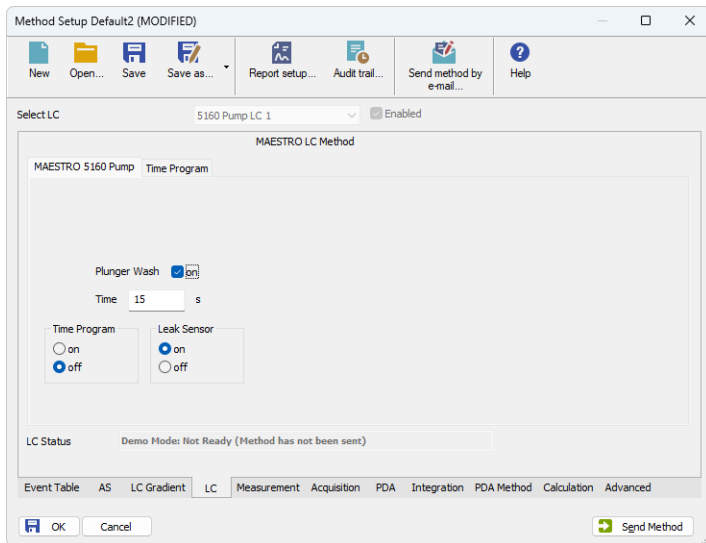 Method Setup Default2 (MODIFIED)
New Open... Save Save as... Report setup... Audit trail... Send method by e-mail... Help
Select LC 5160 Pump LC 1 Enabled
MAESTRO LC Method
MAESTRO 5160 Pump Time Program
Plunger Wash on
Time 15 s
Time Program Leak Sensor
on on
off off
LC Status Demo Mode: Not Ready (Method has not been sent)
Event Table AS LC Gradient LC Measurement Acquisition PDA Integration PDA Method Calculation Advanced
OK Cancel Send Method